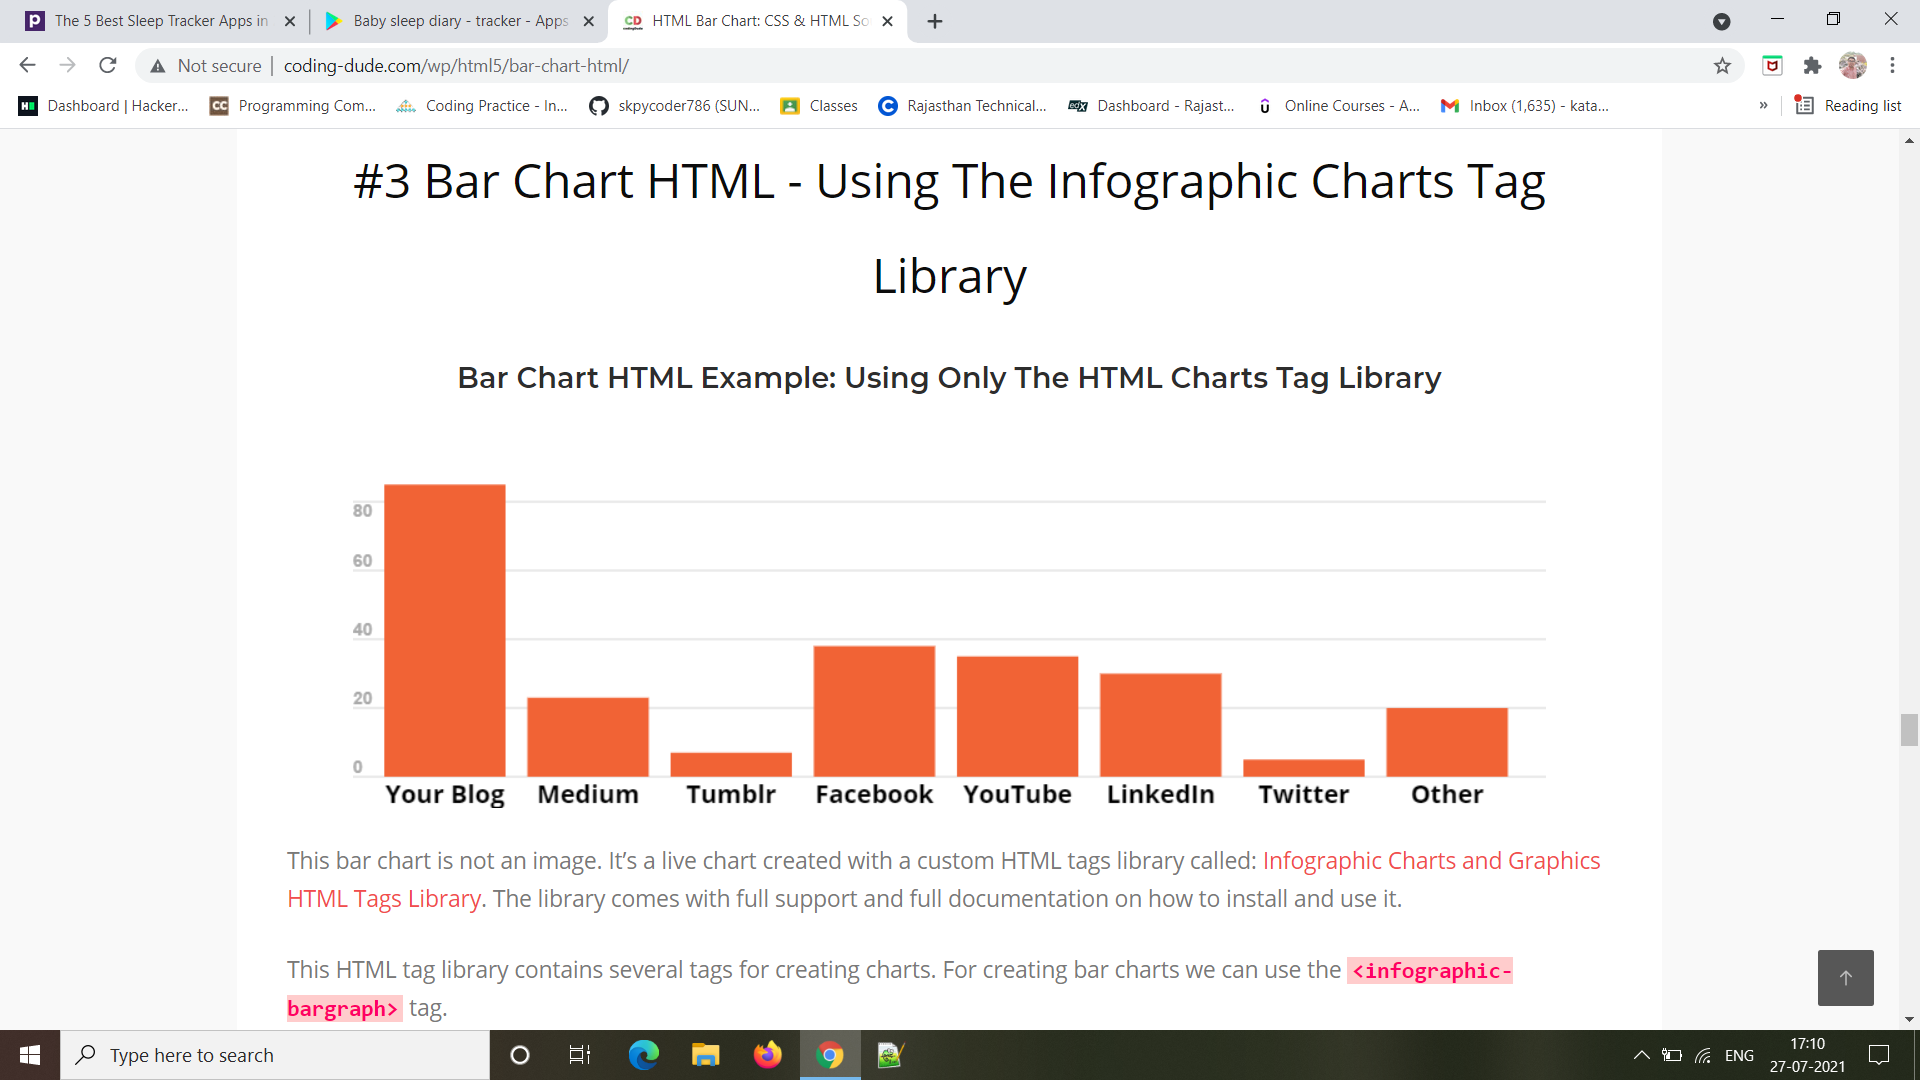 The 5 Best Sleep Tracker Apps in
Baby sleep diary - tracker - Apps
HTML Bar Chart: CSS & HTML So
Not secure | coding-dude.com/wp/html5/bar-chart-html/
Dashboard | Hacker... Programming Com... Coding Practice - In... skpycoder786 (SUN... Classes Rajasthan Technical... Dashboard - Rajast... Online Courses - A... Inbox (1,635) - kata... » Reading list
#3 Bar Chart HTML - Using The Infographic Charts Tag
Library
Bar Chart HTML Example: Using Only The HTML Charts Tag Library
80
60
40
20
0
Your Blog Medium Tumblr Facebook YouTube LinkedIn Twitter Other
This bar chart is not an image. It’s a live chart created with a custom HTML tags library called: Infographic Charts and Graphics
HTML Tags Library. The library comes with full support and full documentation on how to install and use it.
This HTML tag library contains several tags for creating charts. For creating bar charts we can use the <infographic-
bargraph> tag.
Type here to search
ENG
17:10
27-07-2021